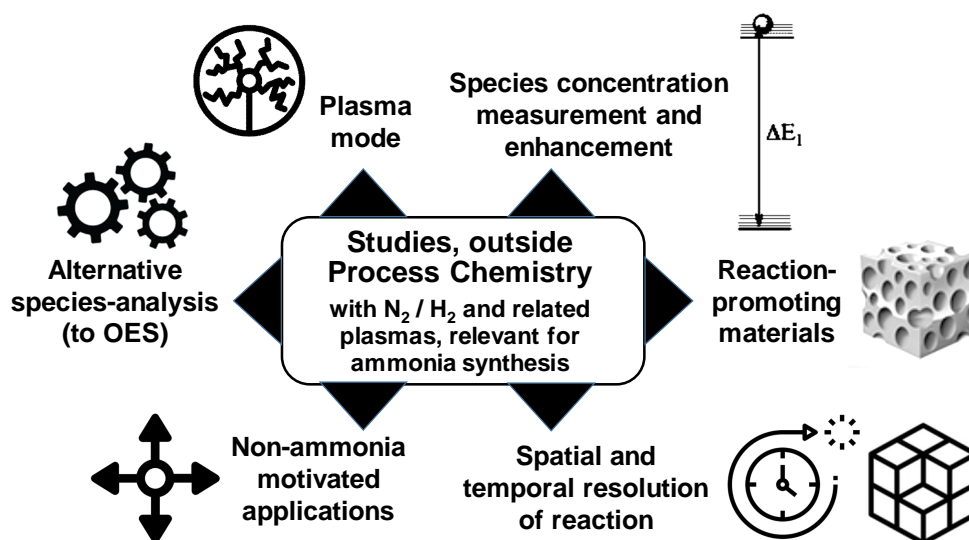 Plasma
mode
Species concentration
measurement and
enhancement
ΔE₁
Alternative
species-analysis
(to OES)
Studies, outside
Process Chemistry
with N₂ / H₂ and related
plasmas, relevant for
ammonia synthesis
Reaction-
promoting
materials
Non-ammonia
motivated
applications
Spatial and
temporal resolution
of reaction